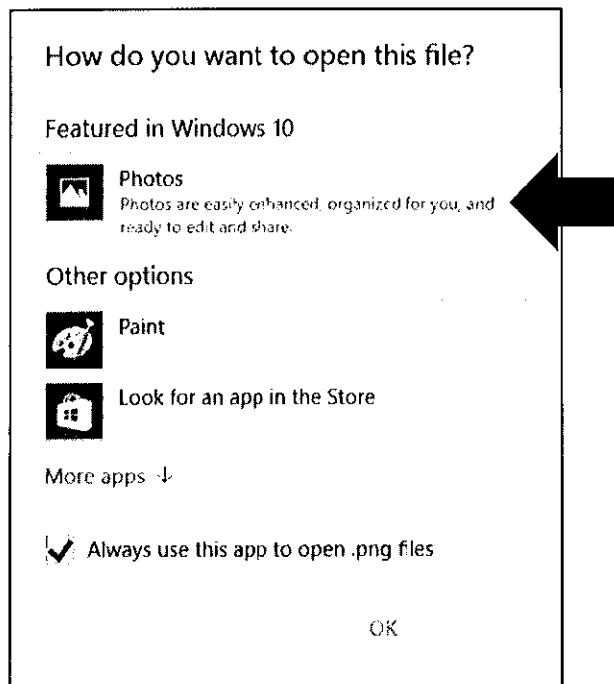 How do you want to open this file?
Featured in Windows 10
Photos
Photos are easily enhanced, organized for you, and
ready to edit and share.
Other options
Paint
Look for an app in the Store
More apps ↓
Always use this app to open .png files
OK